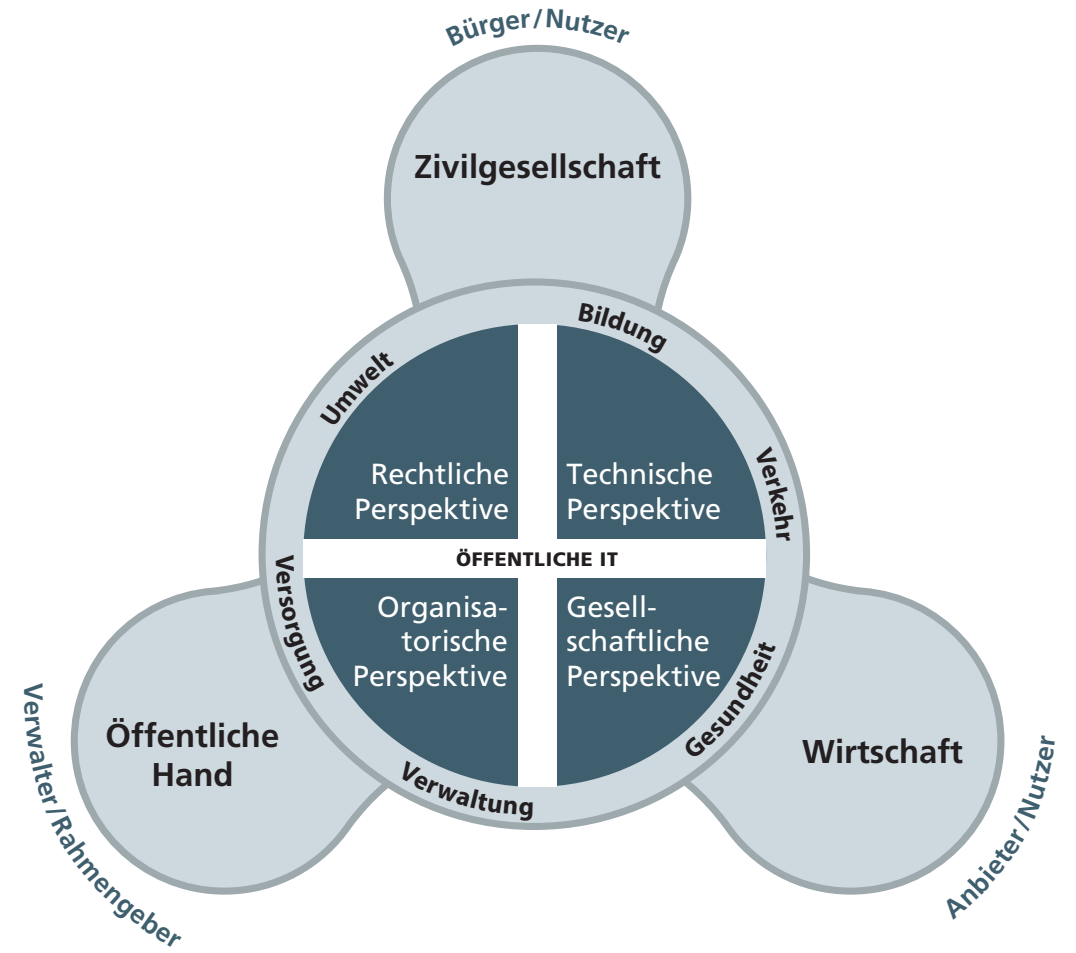 Bürger/Nutzer
Zivilgesellschaft
Bildung
Umwelt
Verkehr
Rechtliche
Perspektive
Technische
Perspektive
ÖFFENTLICHE IT
Organisa-
torische
Perspektive
Gesell-
schaftliche
Perspektive
Versorgung
Gesundheit
Verwaltung
Öffentliche
Hand
Wirtschaft
Verwalter/Rahmengeber
Anbieter/Nutzer